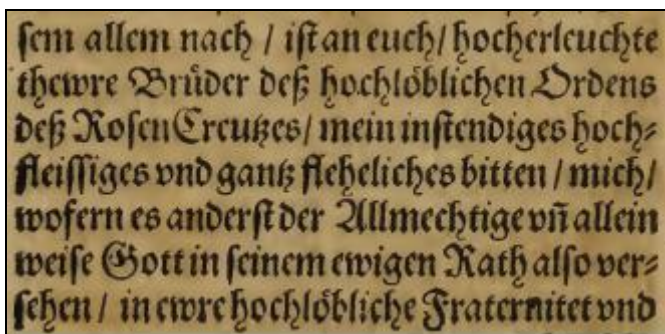 sem allem nach / ist an euch / hocherleuchte
thewre Brüder deß hochlöblichen Ordens
deß RosenCreutzes / mein instendiges hoch⸗
fleissiges vnd gantz fleheliches bitten / mich /
wofern es anderst der Allmechtige vñ allein
weise Gott in seinem ewigen Rath also ver⸗
sehen / in ewre hochlöbliche Fraternitet vnd